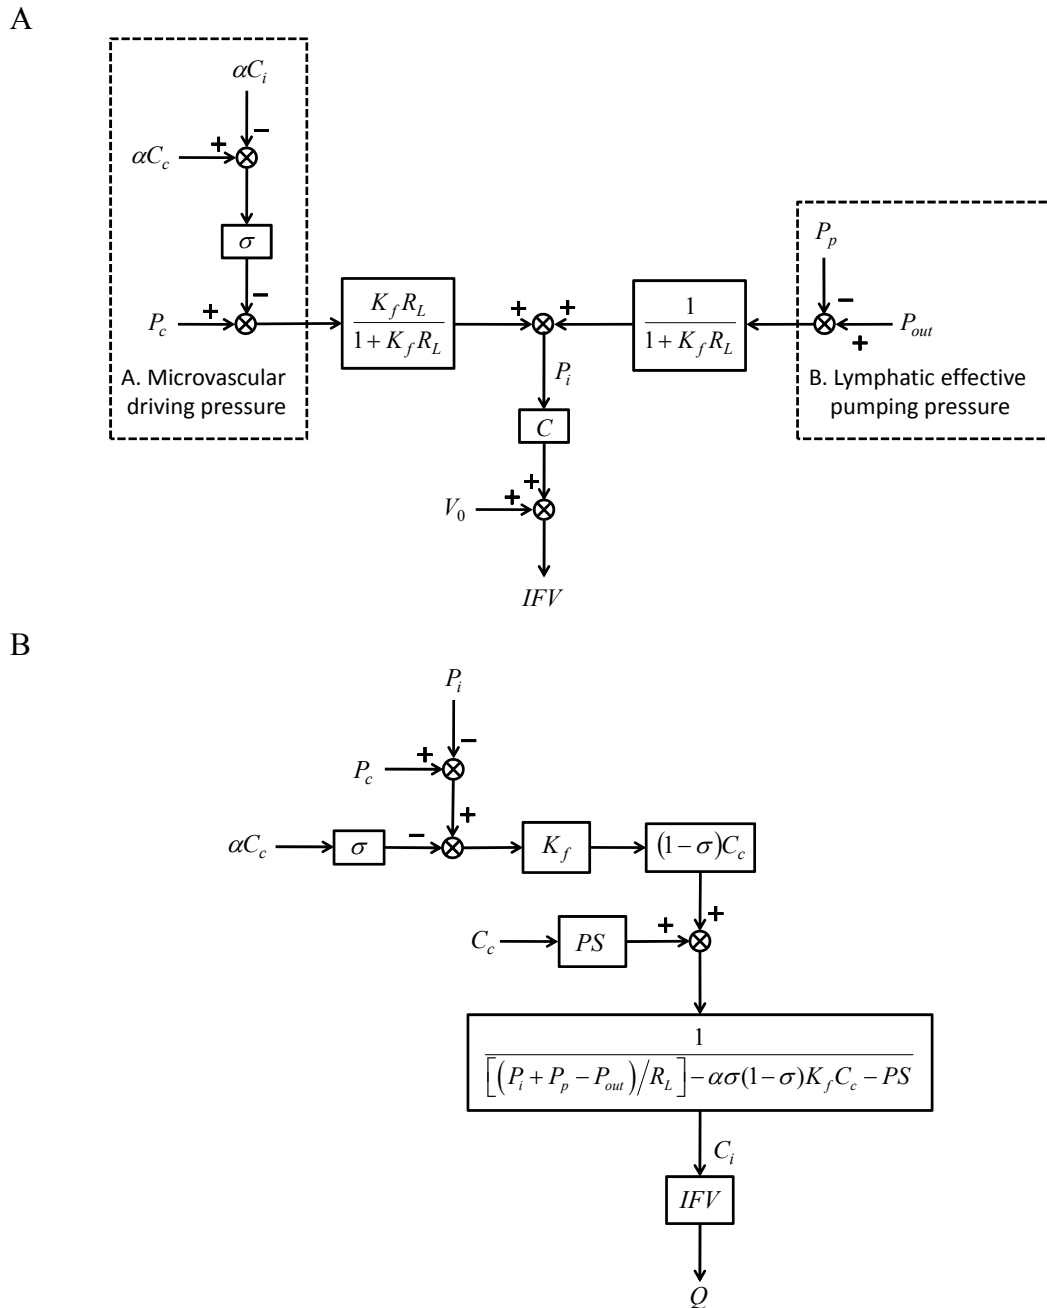 A
αC_i
−
+
αC_c
σ
−
P_c
+
K_f R_L
1 + K_f R_L
+
+
1
1 + K_f R_L
P_p
−
P_out
+
A. Microvascular
driving pressure
B. Lymphatic effective
pumping pressure
P_i
C
+
V_0
+
IFV
B
P_i
−
P_c
+
+
αC_c
σ
−
K_f
(1−σ)C_c
+
C_c
PS
+
1
[(P_i + P_p − P_out)/R_L] − ασ(1−σ)K_f C_c − PS
C_i
IFV
Q